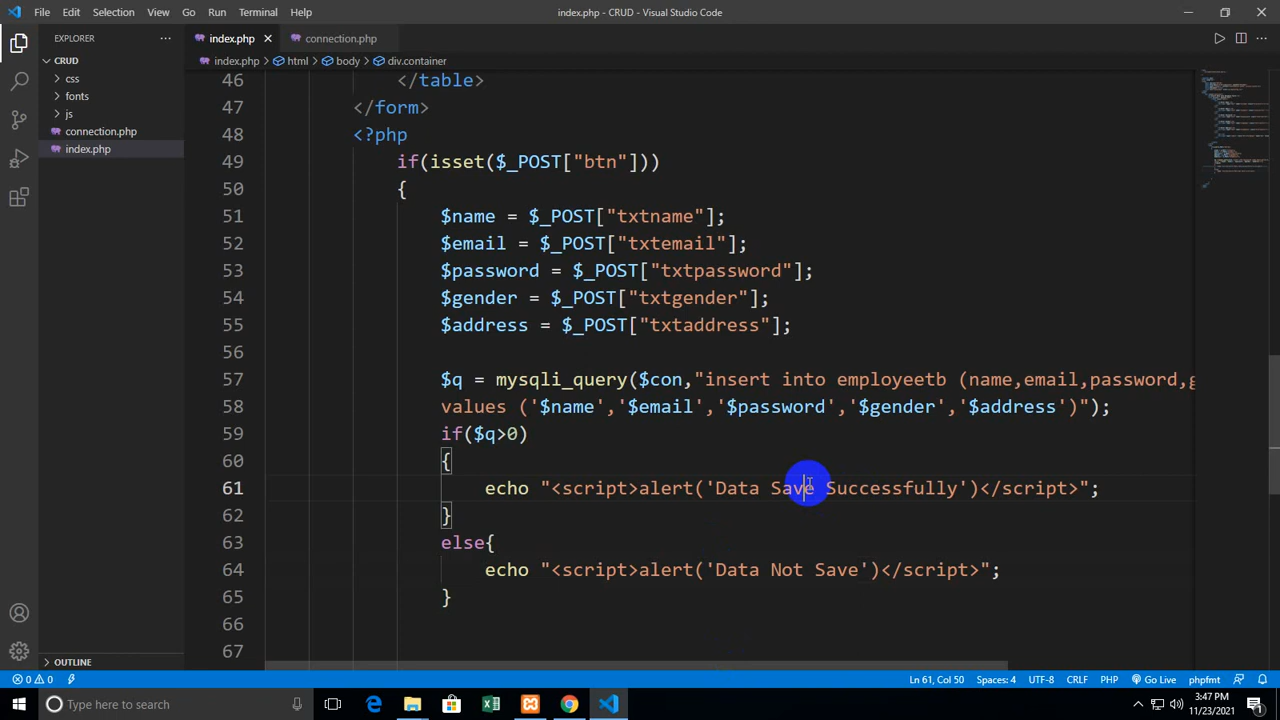 File Edit Selection View Go Run Terminal Help
index.php - CRUD - Visual Studio Code
EXPLORER
index.php
connection.php
CRUD
index.php > html > body > div.container
css
fonts
js
connection.php
index.php
46 </table>
47 </form>
48 <?php
49 if(isset($_POST["btn"]))
50 {
51 $name = $_POST["txtname"];
52 $email = $_POST["txtemail"];
53 $password = $_POST["txtpassword"];
54 $gender = $_POST["txtgender"];
55 $address = $_POST["txtaddress"];
56
57 $q = mysqli_query($con,"insert into employeetb (name,email,password,g
58 values ('$name','$email','$password','$gender','$address')");
59 if($q>0)
60 {
61 echo "<script>alert('Data Save Successfully')</script>";
62 }
63 else{
64 echo "<script>alert('Data Not Save')</script>";
65 }
66
67
OUTLINE
0 0
Ln 61, Col 50 Spaces: 4 UTF-8 CRLF PHP Go Live phpfmt
Type here to search
3:47 PM
11/23/2021